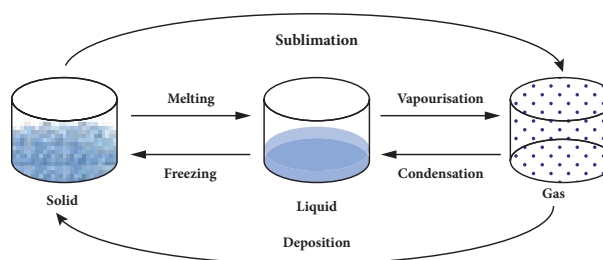 Sublimation
Melting
Vapourisation
Freezing
Condensation
Solid
Liquid
Gas
Deposition